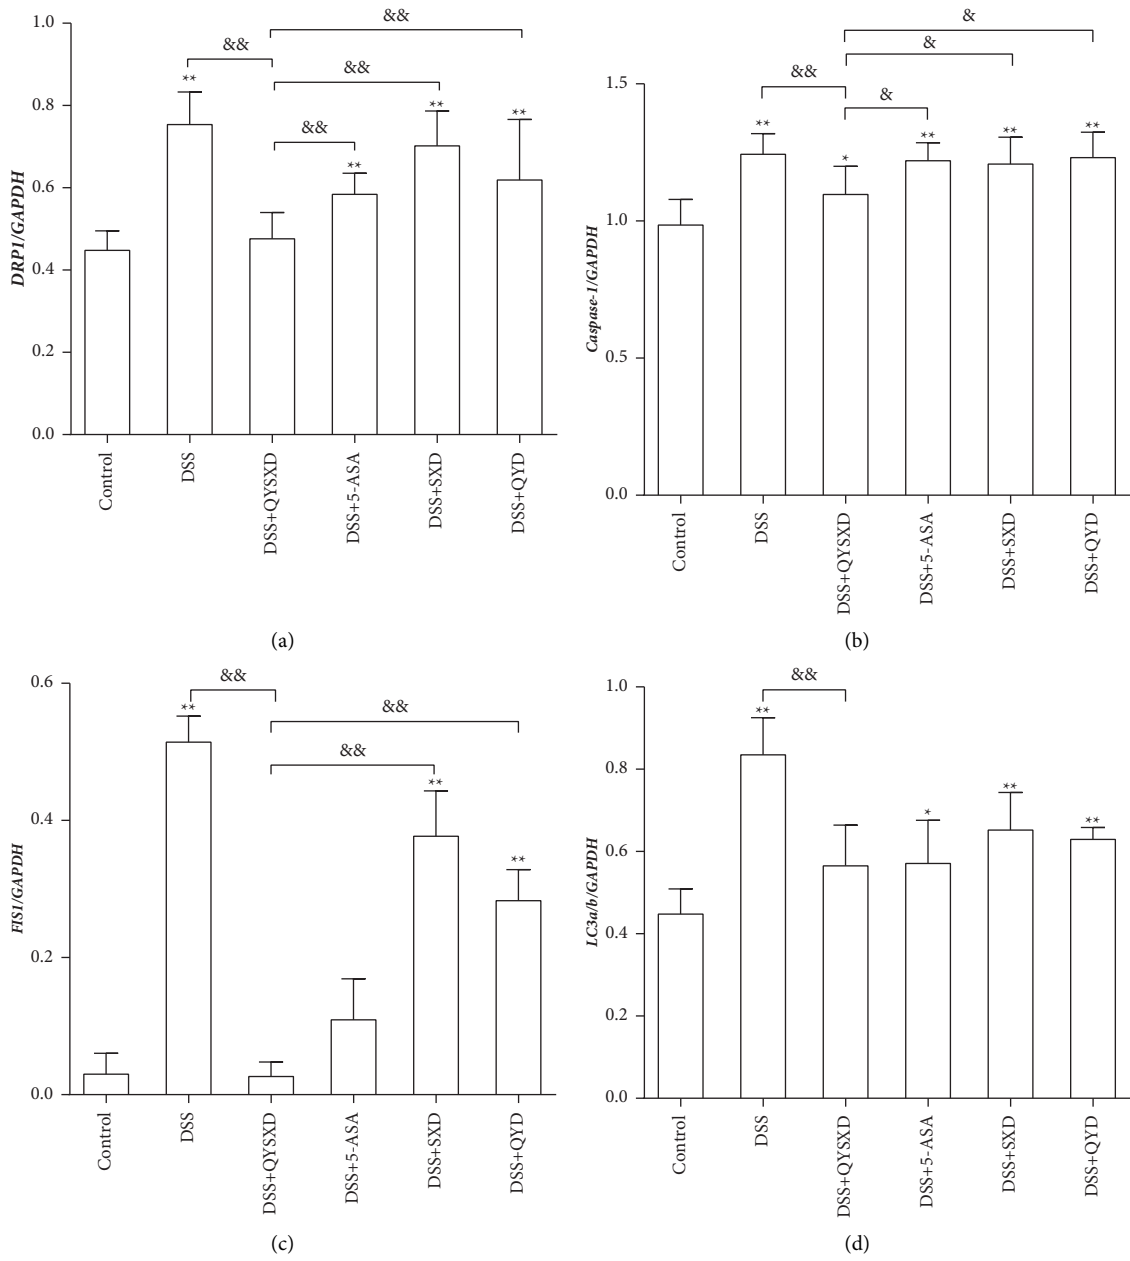 &&
&&
&&
&&
1.0
0.8
0.6
0.4
0.2
0.0
DRP1/GAPDH
**
**
**
**
Control
DSS
DSS+QYSXD
DSS+5-ASA
DSS+SXD
DSS+QYD
(a)
&
&
&&
&
1.5
1.0
0.5
0.0
Caspase-1/GAPDH
**
*
**
**
**
Control
DSS
DSS+QYSXD
DSS+5-ASA
DSS+SXD
DSS+QYD
(b)
&&
&&
&&
0.6
0.4
0.2
0.0
FIS1/GAPDH
**
**
**
Control
DSS
DSS+QYSXD
DSS+5-ASA
DSS+SXD
DSS+QYD
(c)
&&
1.0
0.8
0.6
0.4
0.2
0.0
LC3a/b/GAPDH
**
*
**
**
Control
DSS
DSS+QYSXD
DSS+5-ASA
DSS+SXD
DSS+QYD
(d)